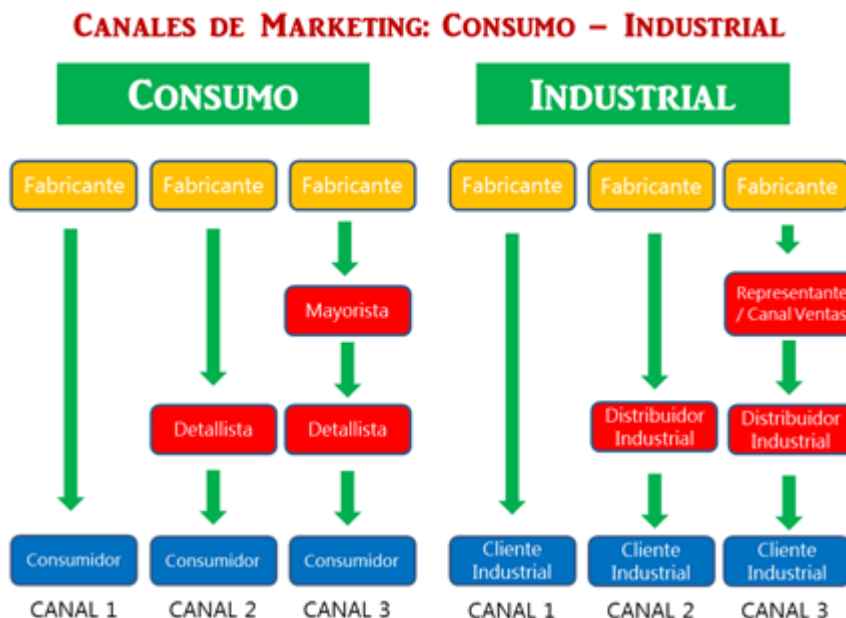 CANALES DE MARKETING: CONSUMO – INDUSTRIAL
CONSUMO
INDUSTRIAL
Fabricante
Fabricante
Fabricante
Fabricante
Fabricante
Fabricante
Mayorista
Representante
/ Canal Ventas
Detallista
Detallista
Distribuidor
Industrial
Distribuidor
Industrial
Consumidor
Consumidor
Consumidor
Cliente
Industrial
Cliente
Industrial
Cliente
Industrial
CANAL 1
CANAL 2
CANAL 3
CANAL 1
CANAL 2
CANAL 3